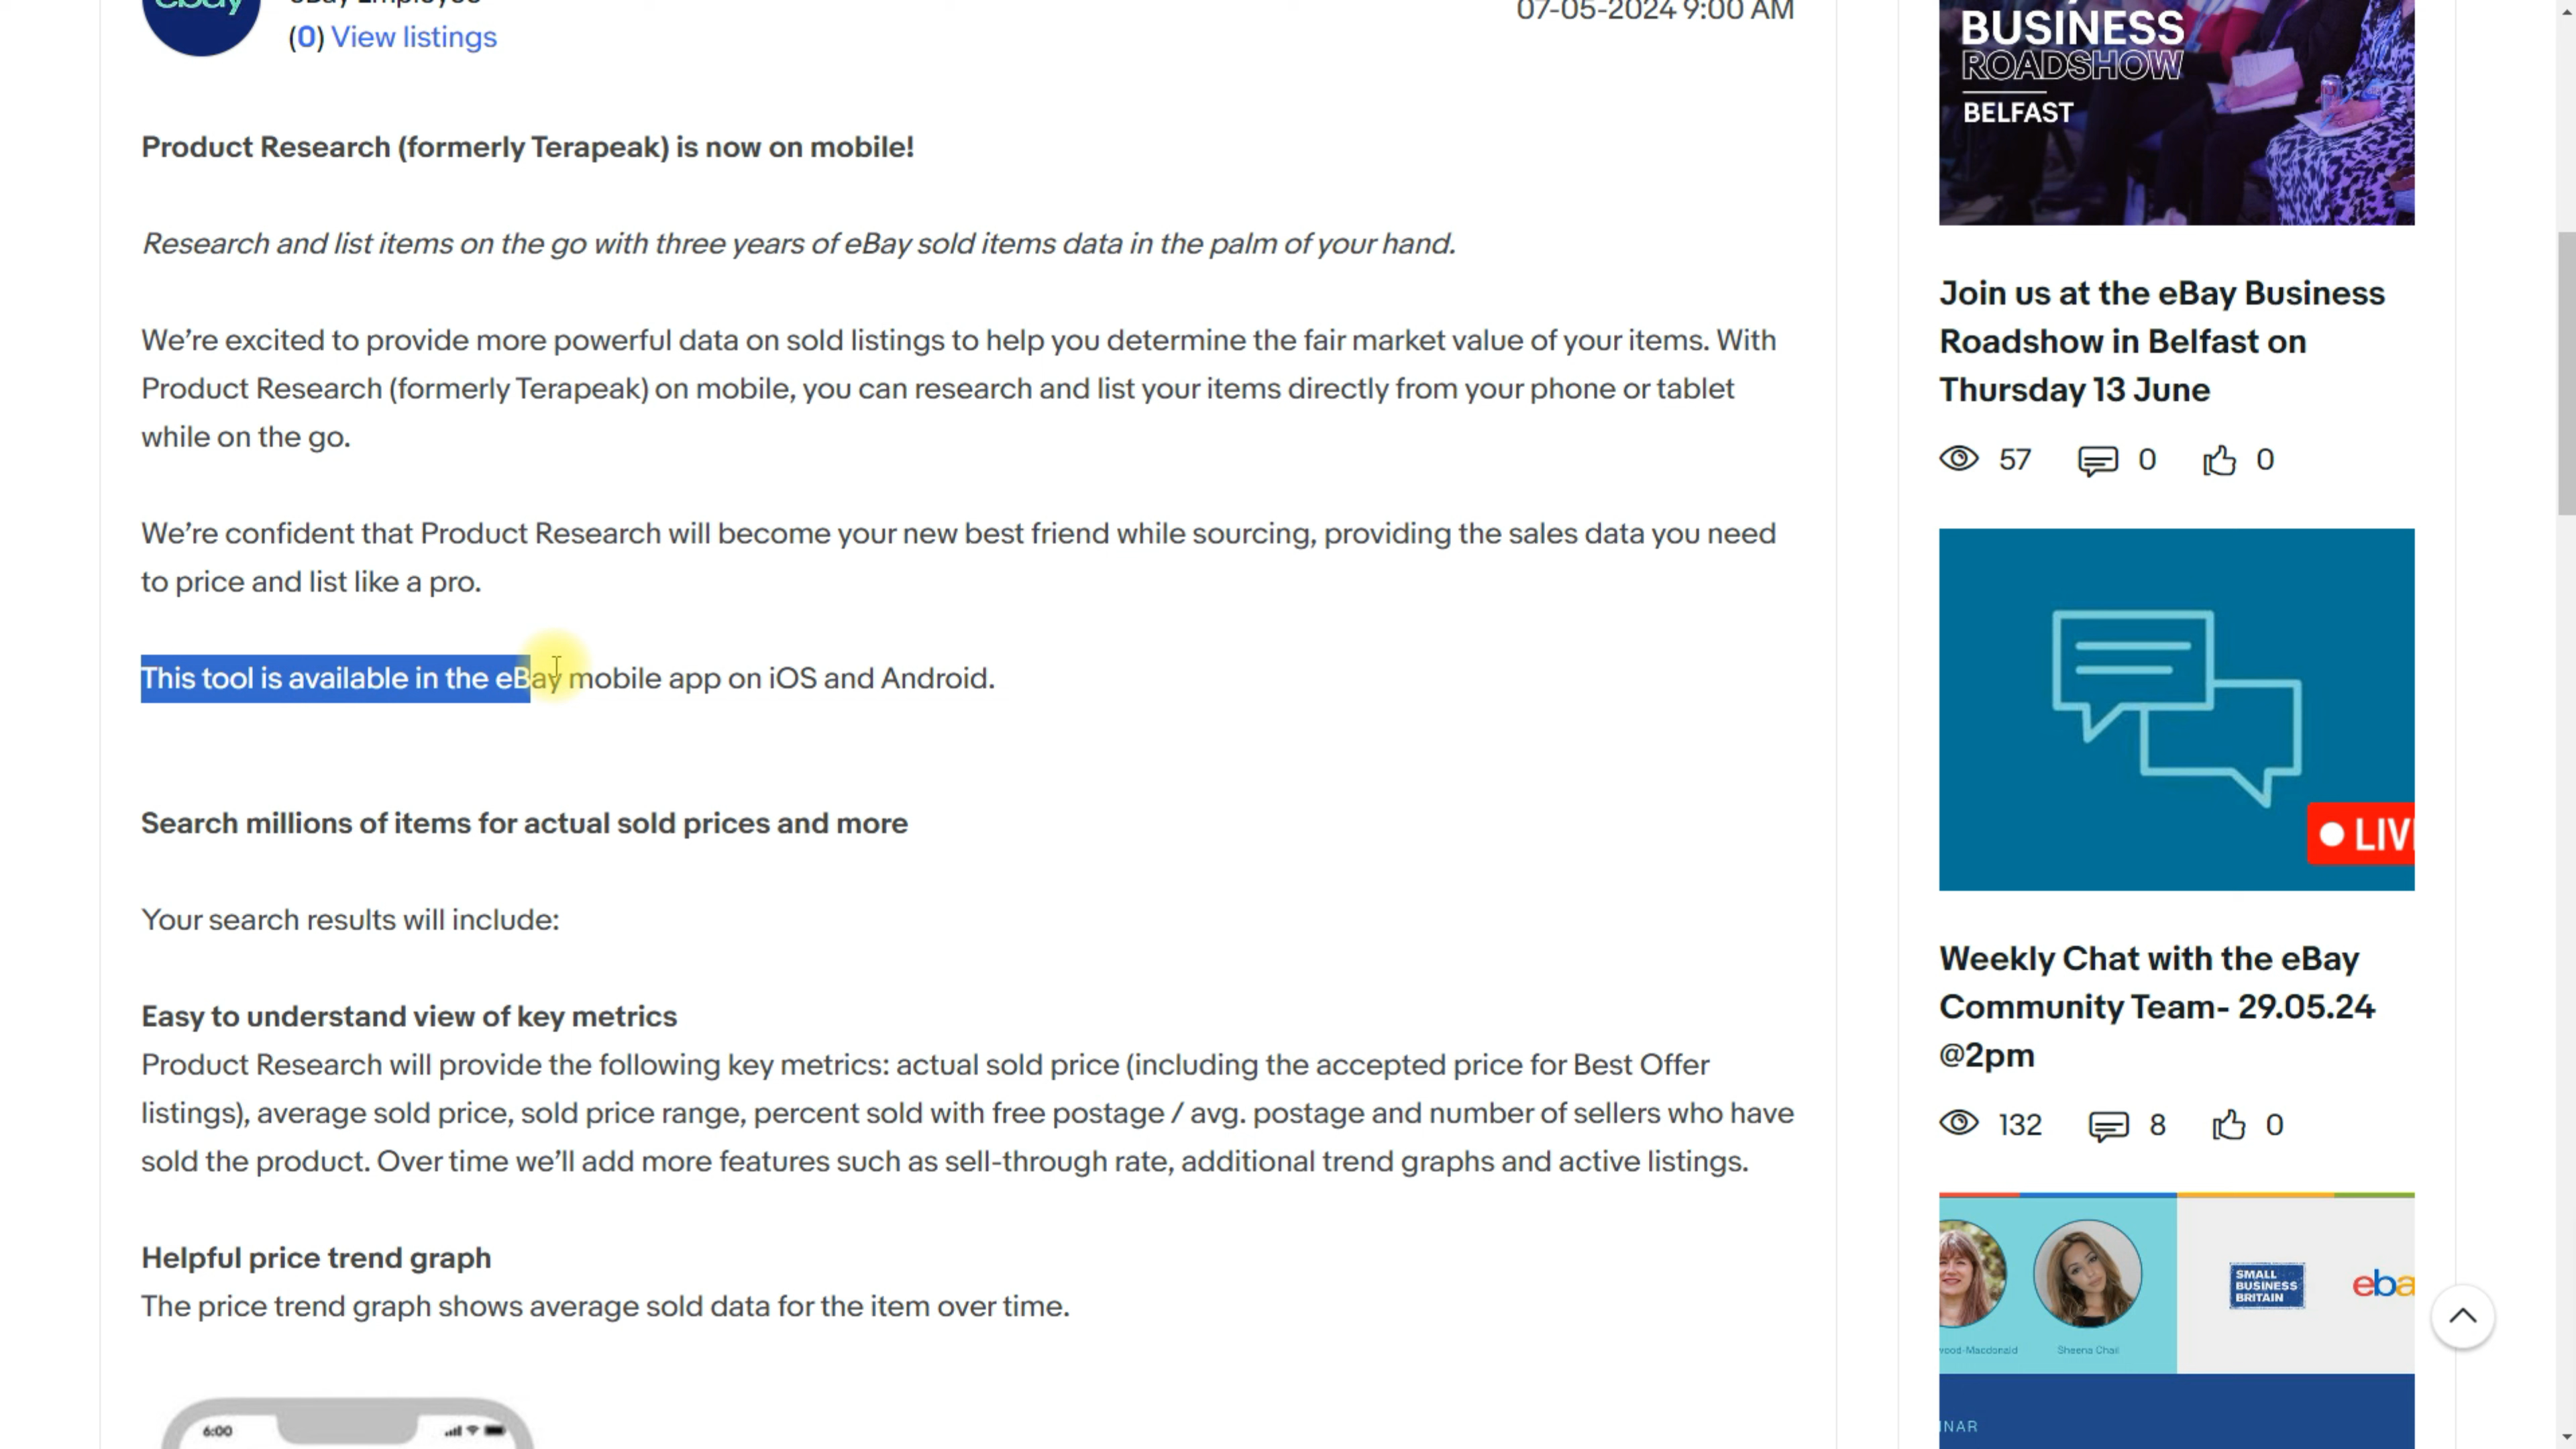 ebay
eBay Employee
(0) View listings
07-05-2024 9:00 AM
Product Research (formerly Terapeak) is now on mobile!
Research and list items on the go with three years of eBay sold items data in the palm of your hand.
We’re excited to provide more powerful data on sold listings to help you determine the fair market value of your items. With
Product Research (formerly Terapeak) on mobile, you can research and list your items directly from your phone or tablet
while on the go.
We’re confident that Product Research will become your new best friend while sourcing, providing the sales data you need
to price and list like a pro.
This tool is available in the eBay mobile app on iOS and Android.
Search millions of items for actual sold prices and more
Your search results will include:
Easy to understand view of key metrics
Product Research will provide the following key metrics: actual sold price (including the accepted price for Best Offer
listings), average sold price, sold price range, percent sold with free postage / avg. postage and number of sellers who have
sold the product. Over time we’ll add more features such as sell-through rate, additional trend graphs and active listings.
Helpful price trend graph
The price trend graph shows average sold data for the item over time.
6:00
BUSINESS
ROADSHOW
BELFAST
Join us at the eBay Business
Roadshow in Belfast on
Thursday 13 June
57 0 0
LIV
Weekly Chat with the eBay
Community Team- 29.05.24
@2pm
132 8 0
SMALL
BUSINESS
BRITAIN
eba
wood-Macdonald Sheena Chail
INAR